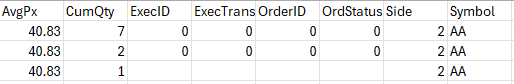 AvgPx CumQty ExecID ExecTrans OrderID OrdStatus Side Symbol
40.83 7 0 0 0 0 2 AA
40.83 2 0 0 0 0 2 AA
40.83 1 2 AA